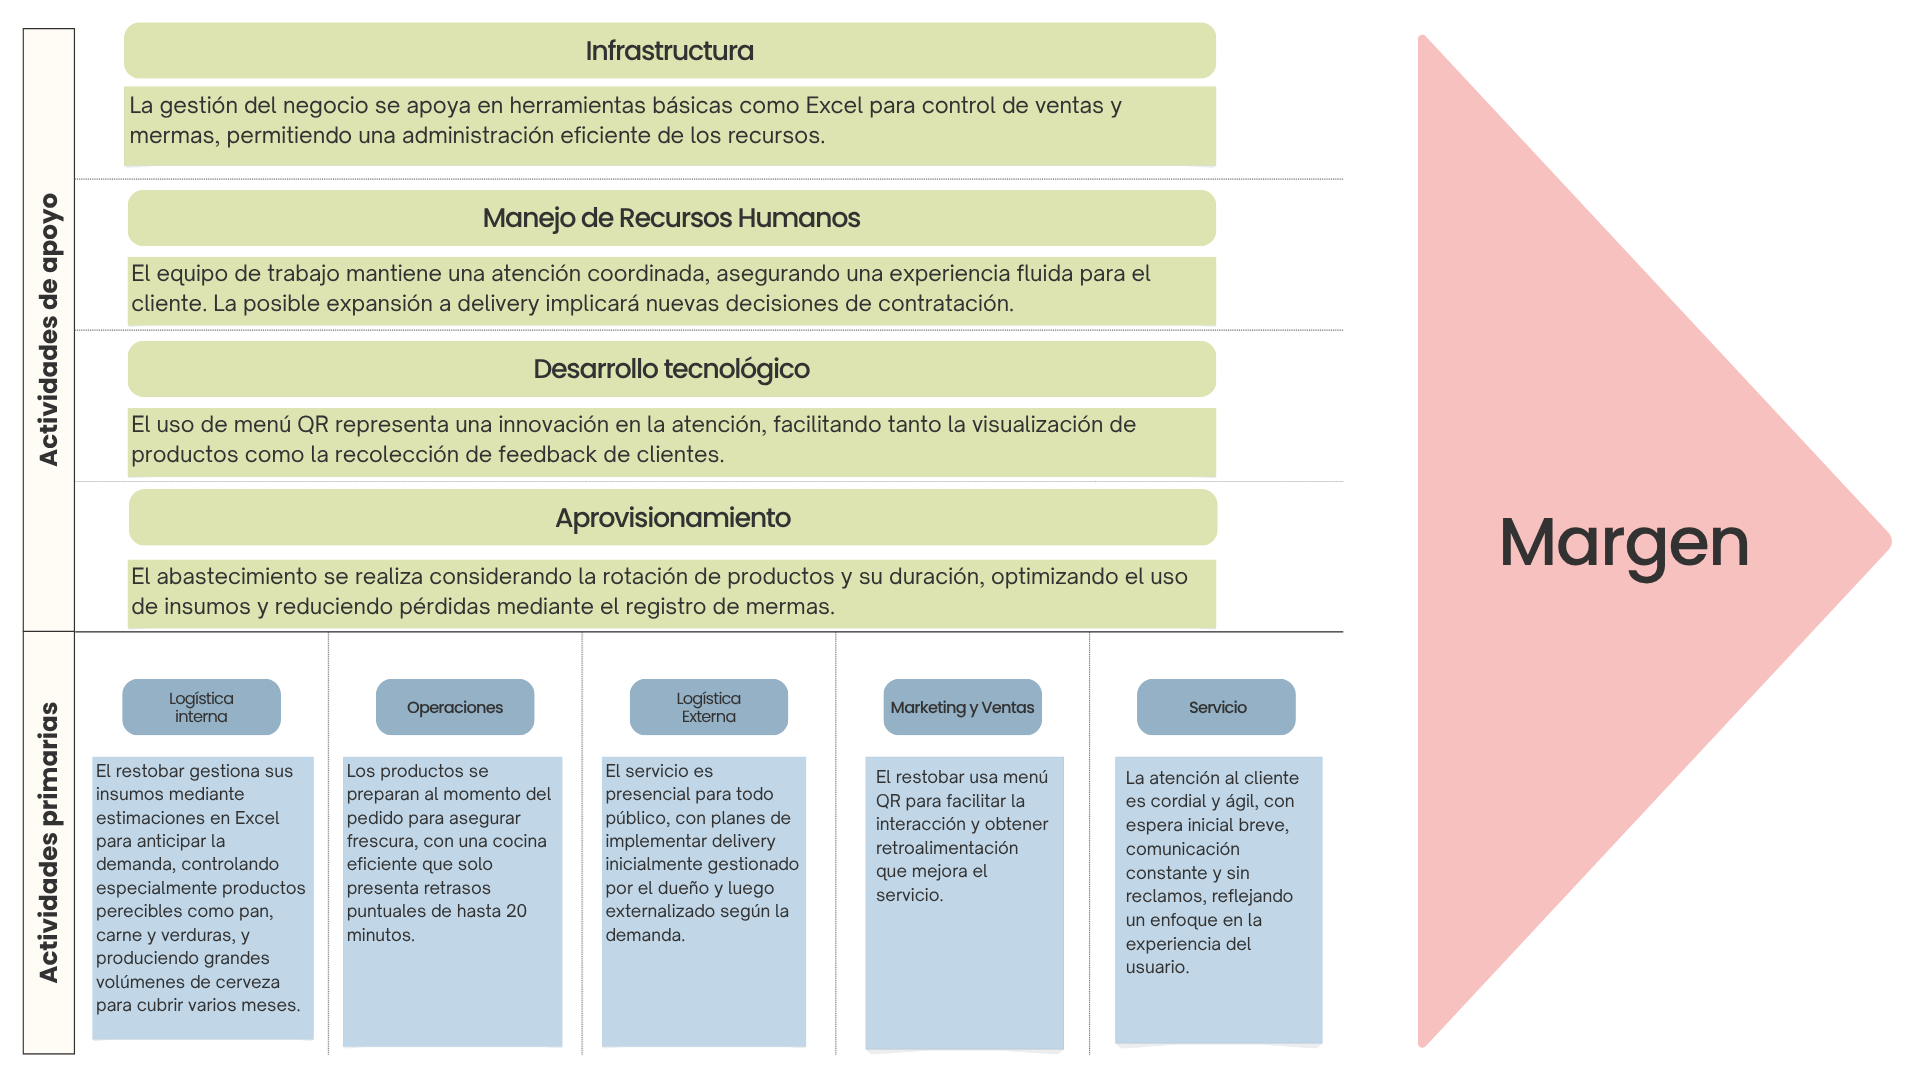 Actividades de apoyo
Infrastructura
La gestión del negocio se apoya en herramientas básicas como Excel para control de ventas y
mermas, permitiendo una administración eficiente de los recursos.
Manejo de Recursos Humanos
El equipo de trabajo mantiene una atención coordinada, asegurando una experiencia fluida para el
cliente. La posible expansión a delivery implicará nuevas decisiones de contratación.
Desarrollo tecnológico
El uso de menú QR representa una innovación en la atención, facilitando tanto la visualización de
productos como la recolección de feedback de clientes.
Aprovisionamiento
El abastecimiento se realiza considerando la rotación de productos y su duración, optimizando el uso
de insumos y reduciendo pérdidas mediante el registro de mermas.
Actividades primarias
Logística
interna
El restobar gestiona sus
insumos mediante
estimaciones en Excel
para anticipar la
demanda, controlando
especialmente productos
perecibles como pan,
carne y verduras, y
produciendo grandes
volúmenes de cerveza
para cubrir varios meses.
Operaciones
Los productos se
preparan al momento del
pedido para asegurar
frescura, con una cocina
eficiente que solo
presenta retrasos
puntuales de hasta 20
minutos.
Logística
Externa
El servicio es
presencial para todo
público, con planes de
implementar delivery
inicialmente gestionado
por el dueño y luego
externalizado según la
demanda.
Marketing y Ventas
El restobar usa menú
QR para facilitar la
interacción y obtener
retroalimentación
que mejora el
servicio.
Servicio
La atención al cliente
es cordial y ágil, con
espera inicial breve,
comunicación
constante y sin
reclamos, reflejando
un enfoque en la
experiencia del
usuario.
Margen